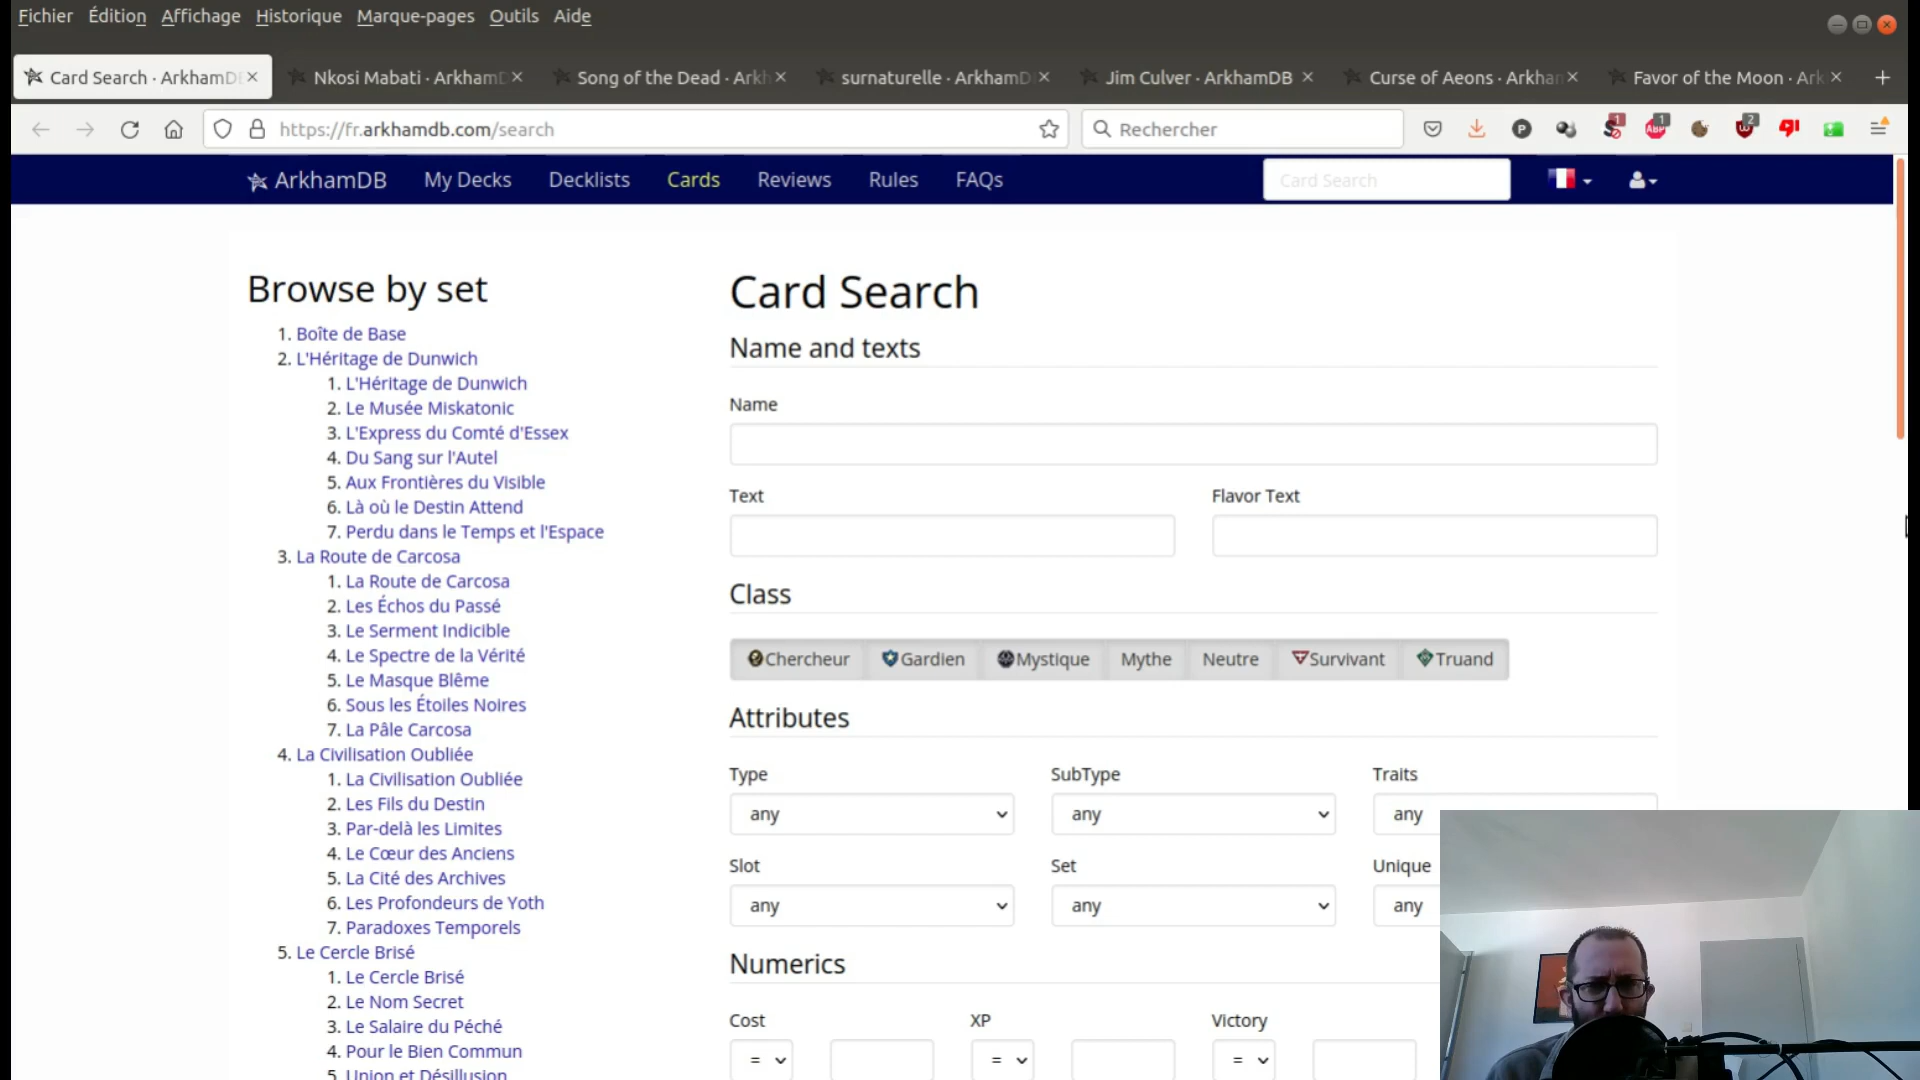 Fichier Édition Affichage Historique Marque-pages Outils Aide
Card Search · ArkhamD
Nkosi Mabati · Arkham
Song of the Dead · Arkh
surnaturelle · ArkhamD
Jim Culver · ArkhamDB
Curse of Aeons · Arkhan
Favor of the Moon · Ark
https://fr.arkhamdb.com/search
Rechercher
1
1
2
ArkhamDB My Decks Decklists Cards Reviews Rules FAQs
Card Search
Browse by set
1. Boîte de Base
2. L'Héritage de Dunwich
1. L'Héritage de Dunwich
2. Le Musée Miskatonic
3. L'Express du Comté d'Essex
4. Du Sang sur l'Autel
5. Aux Frontières du Visible
6. Là où le Destin Attend
7. Perdu dans le Temps et l'Espace
3. La Route de Carcosa
1. La Route de Carcosa
2. Les Échos du Passé
3. Le Serment Indicible
4. Le Spectre de la Vérité
5. Le Masque Blême
6. Sous les Étoiles Noires
7. La Pâle Carcosa
4. La Civilisation Oubliée
1. La Civilisation Oubliée
2. Les Fils du Destin
3. Par-delà les Limites
4. Le Cœur des Anciens
5. La Cité des Archives
6. Les Profondeurs de Yoth
7. Paradoxes Temporels
5. Le Cercle Brisé
1. Le Cercle Brisé
2. Le Nom Secret
3. Le Salaire du Péché
4. Pour le Bien Commun
5. Union et Désillusion
Card Search
Name and texts
Name
Text Flavor Text
Class
Chercheur Gardien Mystique Mythe Neutre Survivant Truand
Attributes
Type SubType Traits
any any any
Slot Set Unique
any any any
Numerics
Cost XP Victory
= = =